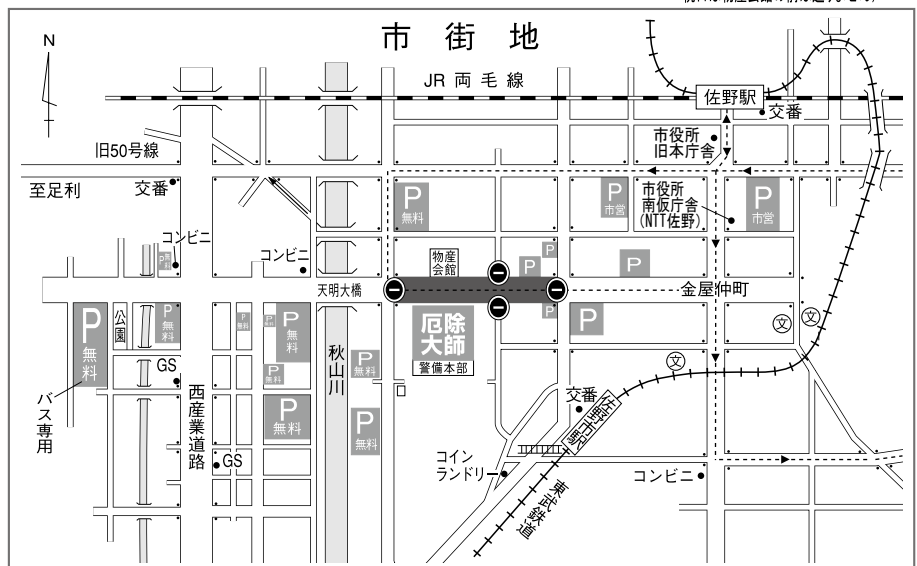 市街地
N
JR 両毛線
佐野駅
交番
旧50号線
市役所
旧本庁舎
至足利
交番
P
無料
P
市営
市役所
南仮庁舎
（NTT佐野）
P
市営
コンビニ
コンビニ
P
無料
物産
会館
P
P
P
天明大橋
金屋仲町
P
無料
公園
P
無料
P
無料
P
無料
P
無料
厄除
大師
警備本部
P
P
文
文
文
GS
P
無料
秋山川
P
無料
バス専用
西産業道路
P
無料
P
無料
交番
佐野市駅
GS
コイン
ランドリー
コンビニ
東武鉄道